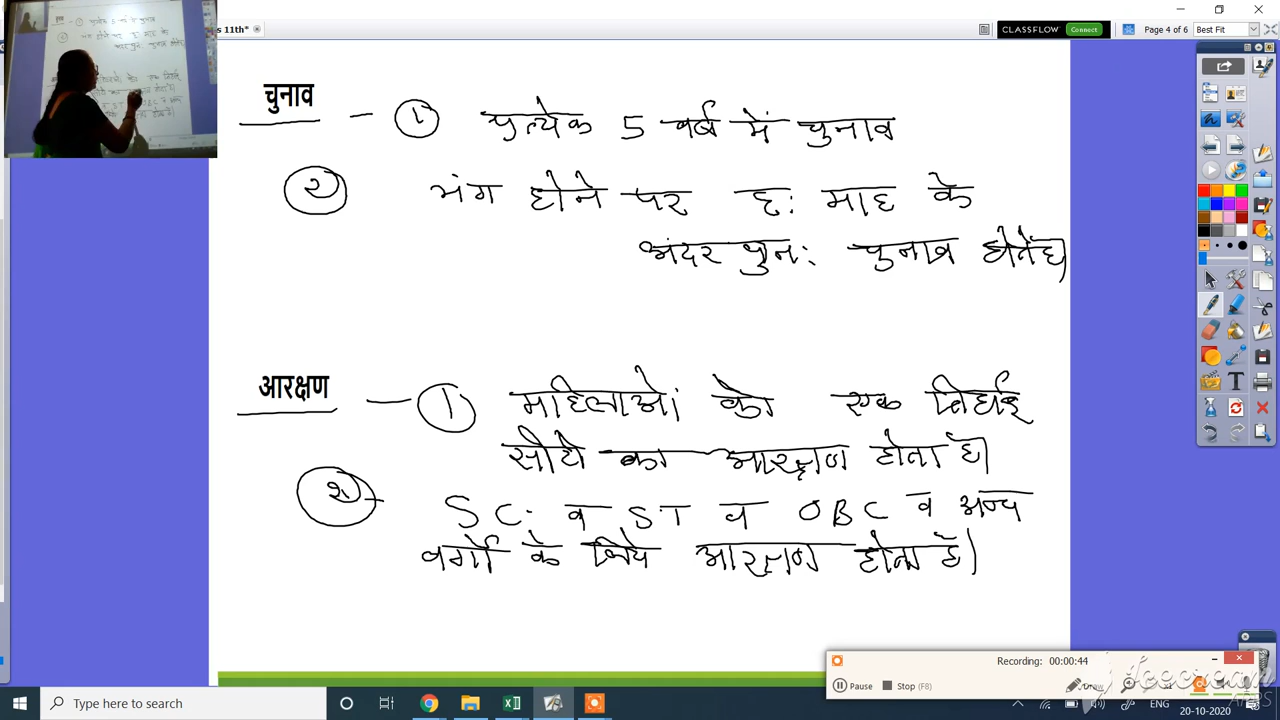 s 11th*
CLASSFLOW Connect
Page 4 of 6
Best Fit
चुनाव - ① प्रत्येक 5 वर्ष में चुनाव
② भंग होने पर छ: माह के
अंदर पुन: चुनाव होते है|
आरक्षण - ① महिलाओं को एक तिहाई
सीटो का आरक्षण होता है|
② - SC. व S.T व OBC व अन्य
वर्गो के लिये आरक्षण होता है|
Recording: 00:00:44
Pause
Stop (F8)
Draw
Type here to search
ENG
20-10-2020